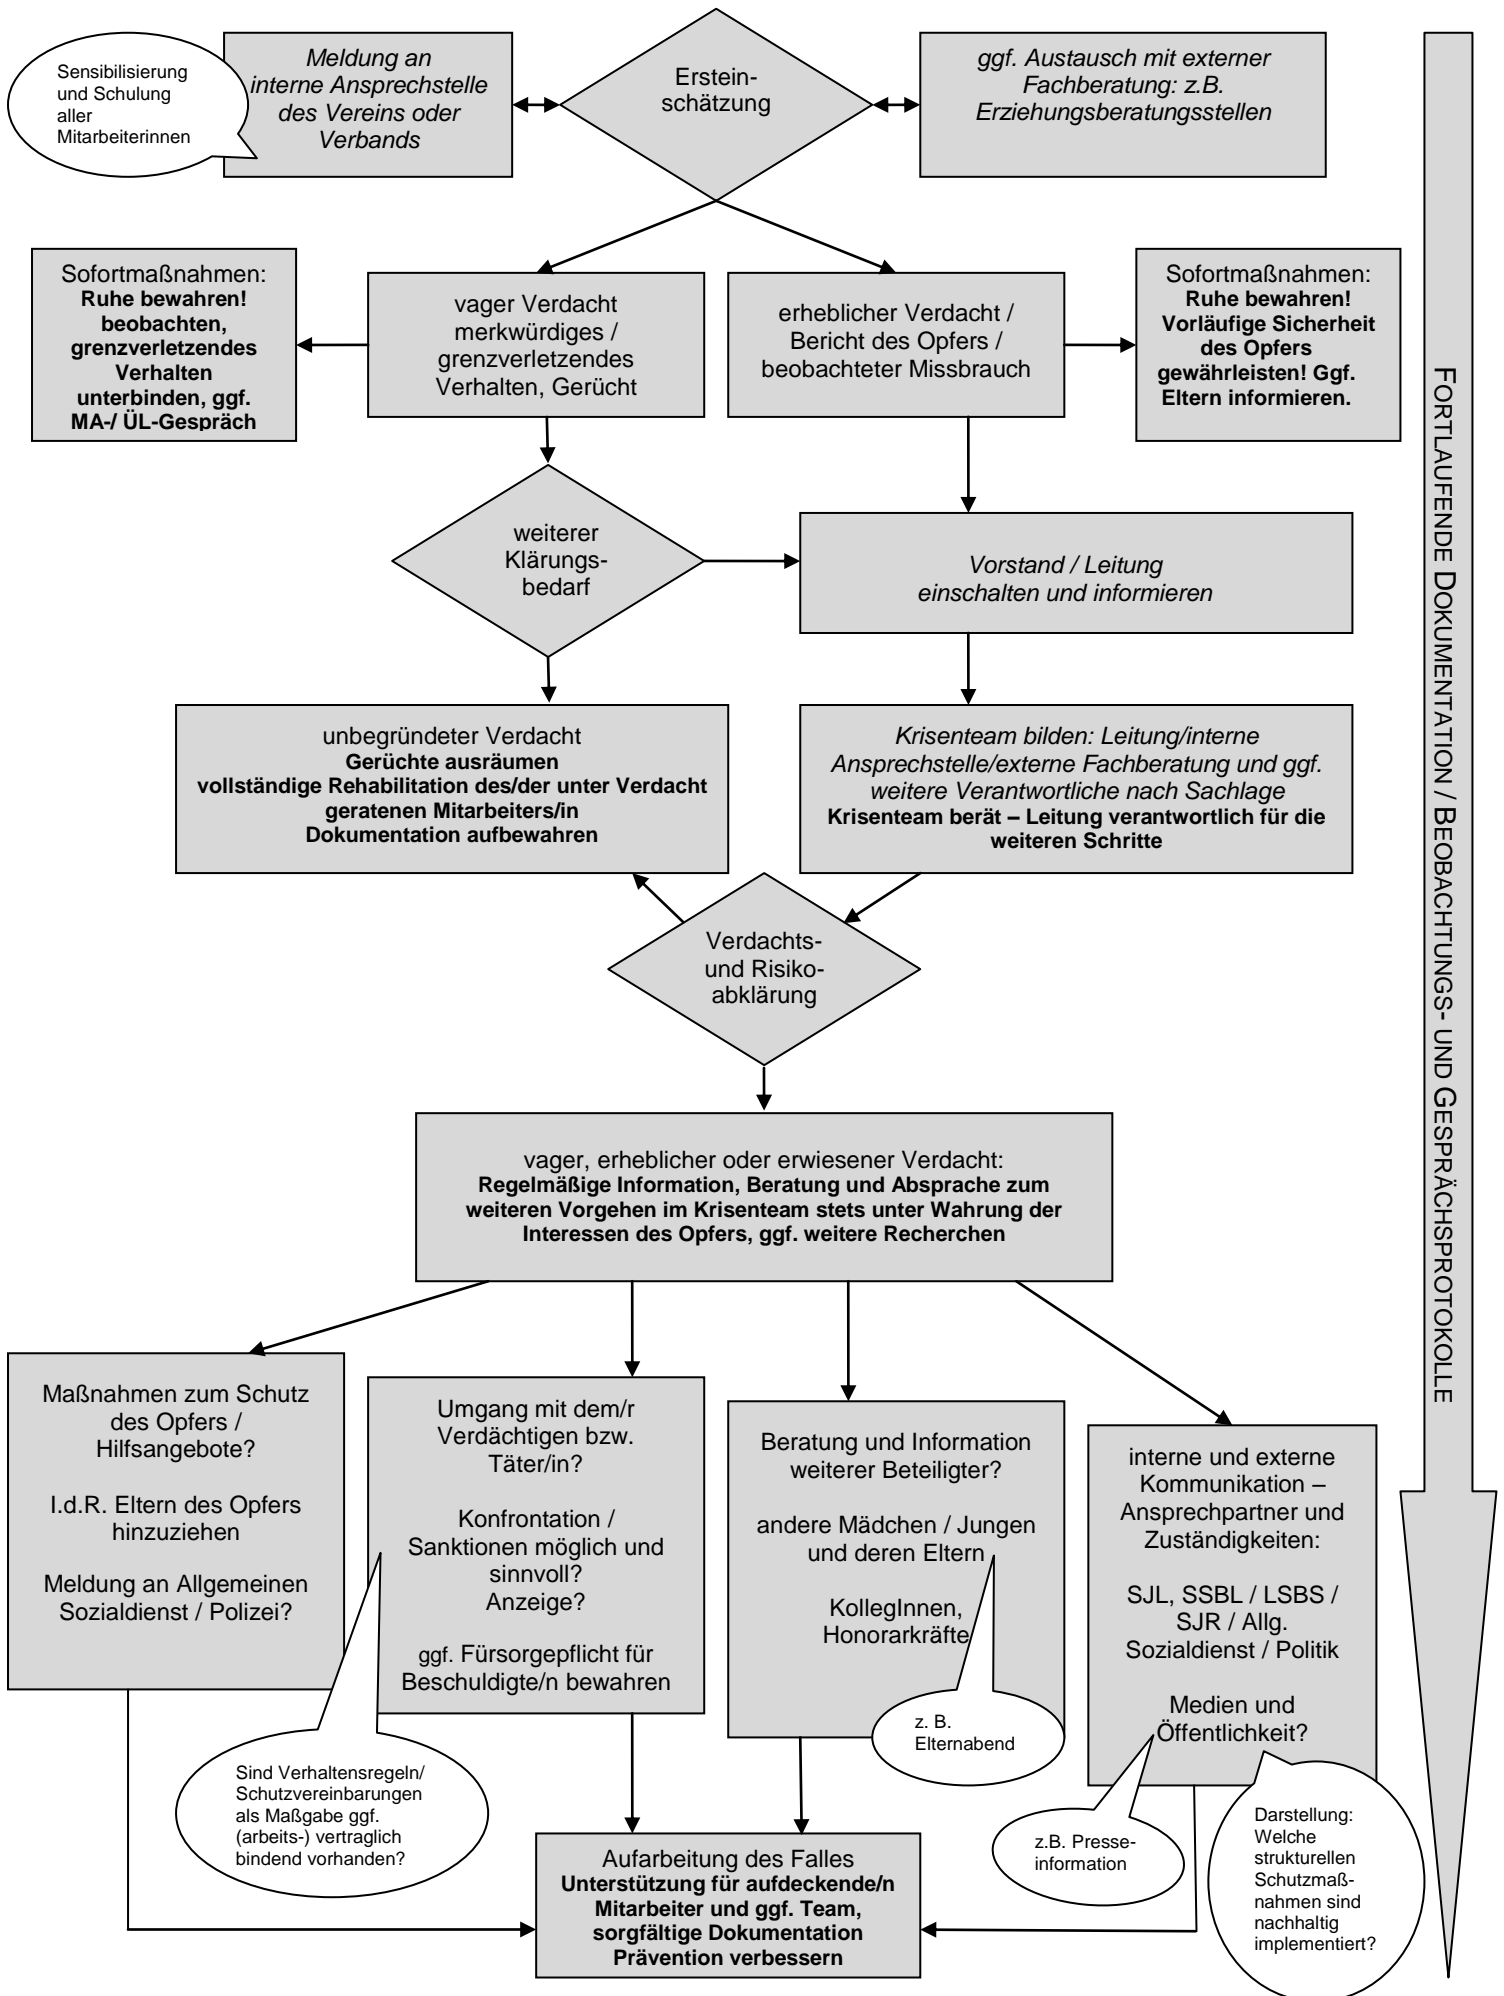 Sensibilisierung
und Schulung
aller
Mitarbeiterinnen
Meldung an
interne Ansprechstelle
des Vereins oder
Verbands
Erstein-
schätzung
ggf. Austausch mit externer
Fachberatung: z.B.
Erziehungsberatungsstellen
Sofortmaßnahmen:
Ruhe bewahren!
beobachten,
grenzverletzendes
Verhalten
unterbinden, ggf.
MA-/ ÜL-Gespräch
vager Verdacht
merkwürdiges /
grenzverletzendes
Verhalten, Gerücht
erheblicher Verdacht /
Bericht des Opfers /
beobachteter Missbrauch
Sofortmaßnahmen:
Ruhe bewahren!
Vorläufige Sicherheit
des Opfers
gewährleisten! Ggf.
Eltern informieren.
weiterer
Klärungs-
bedarf
Vorstand / Leitung
einschalten und informieren
unbegründeter Verdacht
Gerüchte ausräumen
vollständige Rehabilitation des/der unter Verdacht
geratenen Mitarbeiters/in
Dokumentation aufbewahren
Krisenteam bilden: Leitung/interne
Ansprechstelle/externe Fachberatung und ggf.
weitere Verantwortliche nach Sachlage
Krisenteam berät – Leitung verantwortlich für die
weiteren Schritte
Verdachts-
und Risiko-
abklärung
vager, erheblicher oder erwiesener Verdacht:
Regelmäßige Information, Beratung und Absprache zum
weiteren Vorgehen im Krisenteam stets unter Wahrung der
Interessen des Opfers, ggf. weitere Recherchen
Maßnahmen zum Schutz
des Opfers /
Hilfsangebote?
I.d.R. Eltern des Opfers
hinzuziehen
Meldung an Allgemeinen
Sozialdienst / Polizei?
Umgang mit dem/r
Verdächtigen bzw.
Täter/in?
Konfrontation /
Sanktionen möglich und
sinnvoll?
Anzeige?
ggf. Fürsorgepflicht für
Beschuldigte/n bewahren
Sind Verhaltensregeln/
Schutzvereinbarungen
als Maßgabe ggf.
(arbeits-) vertraglich
bindend vorhanden?
Beratung und Information
weiterer Beteiligter?
andere Mädchen / Jungen
und deren Eltern
KollegInnen,
Honorarkräfte
z. B.
Elternabend
interne und externe
Kommunikation –
Ansprechpartner und
Zuständigkeiten:
SJL, SSBL / LSBS /
SJR / Allg.
Sozialdienst / Politik
Medien und
Öffentlichkeit?
z.B. Presse-
information
Darstellung:
Welche
strukturellen
Schutzmaß-
nahmen sind
nachhaltig
implementiert?
Aufarbeitung des Falles
Unterstützung für aufdeckende/n
Mitarbeiter und ggf. Team,
sorgfältige Dokumentation
Prävention verbessern
FORTLAUFENDE DOKUMENTATION / BEOBACHTUNGS- UND GESPRÄCHSPROTOKOLLE